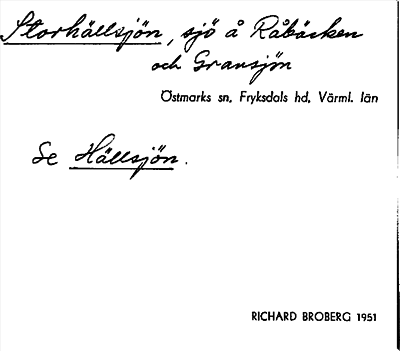 Storhällsjön, sjö å Råbäcken
och Gransjön
Östmarks sn, Fryksdals hd, Värml. län
Se Hällsjön.
RICHARD BROBERG 1951